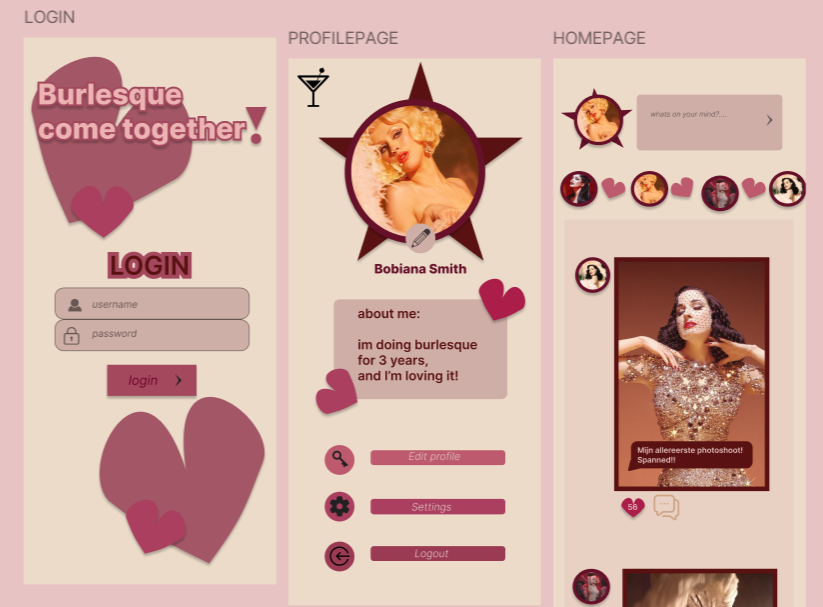 LOGIN
Burlesque
come together!
LOGIN
username
password
login
PROFILEPAGE
Bobiana Smith
about me:
im doing burlesque
for 3 years,
and I'm loving it!
Edit profile
Settings
Logout
HOMEPAGE
whats on your mind?....
Mijn allereerste photoshoot!
Spanned!!
58